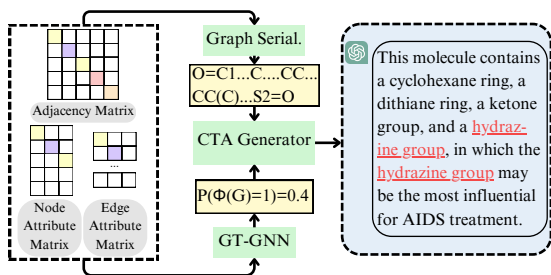 Adjacency Matrix
...
Node
Attribute
Matrix
Edge
Attribute
Matrix
Graph Serial.
O=C1...C....CC...
CC(C)...S2=O
CTA Generator
P(Φ(G)=1)=0.4
GT-GNN
This molecule contains
a cyclohexane ring, a
dithiane ring, a ketone
group, and a hydraz-
ine group, in which the
hydrazine group may
be the most influential
for AIDS treatment.